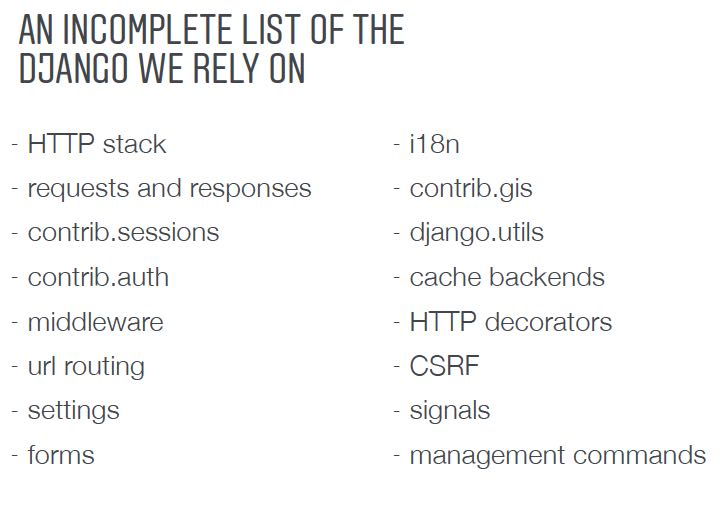 AN INCOMPLETE LIST OF THE
DJANGO WE RELY ON
- HTTP stack
- requests and responses
- contrib.sessions
- contrib.auth
- middleware
- url routing
- settings
- forms
- i18n
- contrib.gis
- django.utils
- cache backends
- HTTP decorators
- CSRF
- signals
- management commands